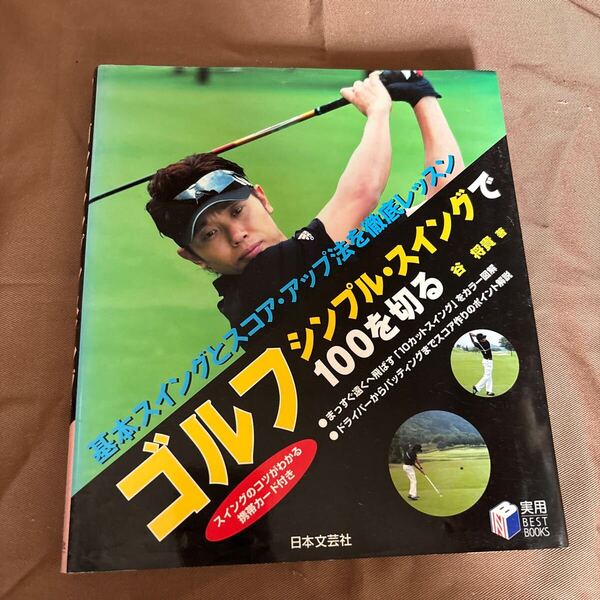 基本スイングとスコア・アップ法を徹底レッスン
ゴルフ
シンプル・スイングで
100を切る
谷 将貴 著
●まっすぐ遠くへ飛ばす「10カットスイング」をカラー図解
●ドライバーからパッティングまでスコア作りのポイント解説
スイングのコツがわかる
携帯カード付き
日本文芸社
実用
BEST
BOOKS